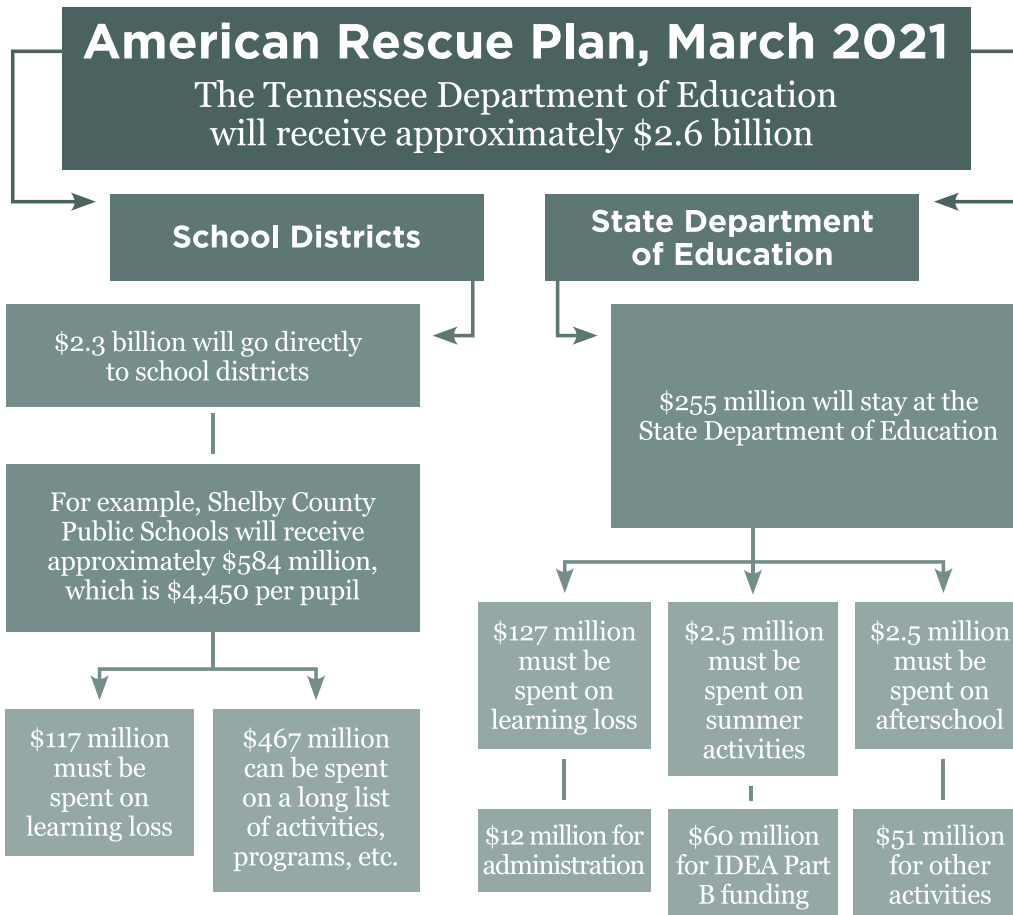 American Rescue Plan, March 2021
The Tennessee Department of Education
will receive approximately $2.6 billion
School Districts
$2.3 billion will go directly
to school districts
For example, Shelby County
Public Schools will receive
approximately $584 million,
which is $4,450 per pupil
$117 million
must be
spent on
learning loss
$467 million
can be spent
on a long list
of activities,
programs, etc.
State Department
of Education
$255 million will stay at the
State Department of Education
$127 million
must be
spent on
learning loss
$12 million for
administration
$2.5 million
must be
spent on
summer
activities
$60 million
for IDEA Part
B funding
$2.5 million
must be
spent on
afterschool
$51 million
for other
activities